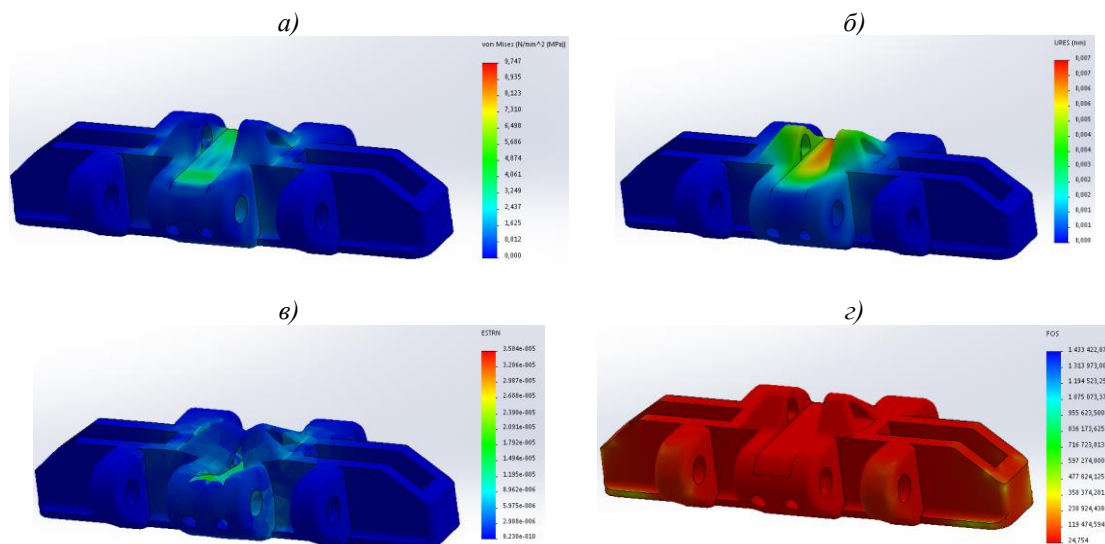 а)
б)
von Mises (N/mm^2 (MPa))
9,747
8,935
8,123
7,310
6,498
5,686
4,874
4,061
3,249
2,437
1,625
0,812
0,000
URES (mm)
0,007
0,007
0,006
0,006
0,005
0,004
0,004
0,003
0,002
0,002
0,001
0,001
0,000
в)
г)
ESTRN
3.584e-005
3.286e-005
2.987e-005
2.688e-005
2.390e-005
2.091e-005
1.792e-005
1.494e-005
1.195e-005
8.962e-006
5.975e-006
2.988e-006
8.230e-010
FOS
1 433 422,87
1 313 973,00
1 194 523,25
1 075 073,37
955 623,500
836 173,625
716 723,813
597 274,000
477 824,125
358 374,281
238 924,438
119 474,594
24,754